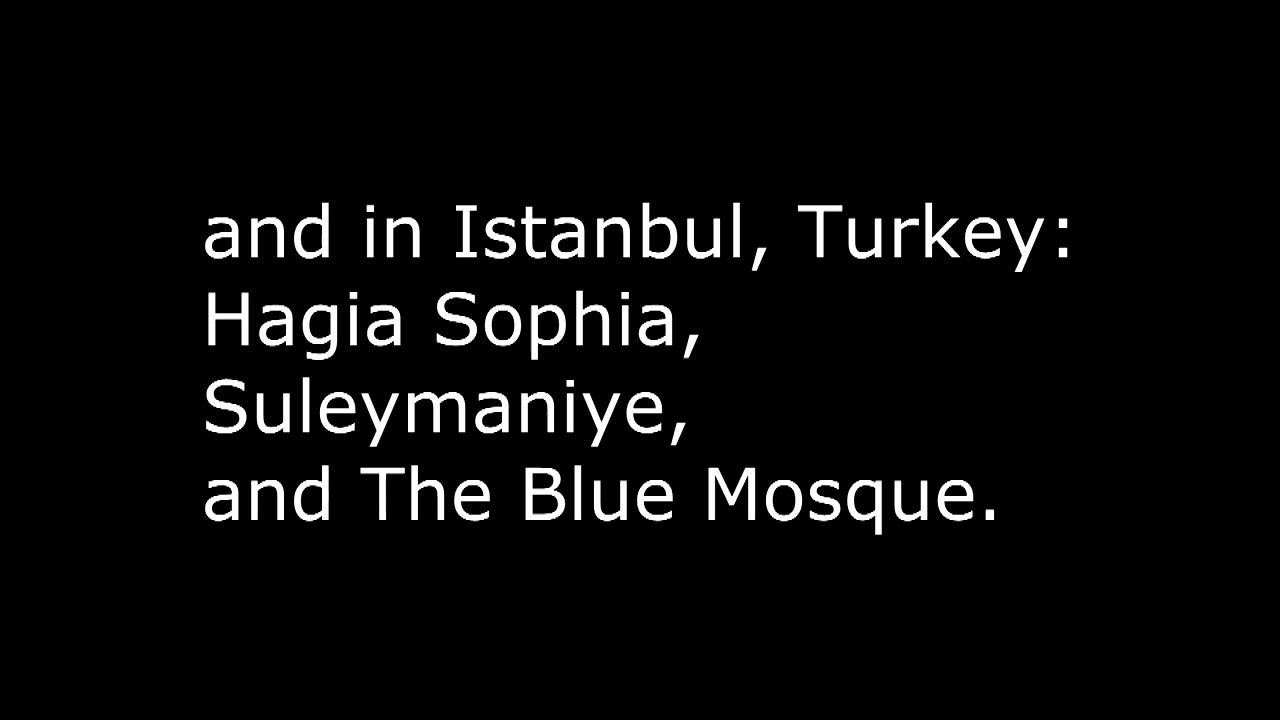 and in Istanbul, Turkey:
Hagia Sophia,
Suleymaniye,
and The Blue Mosque.